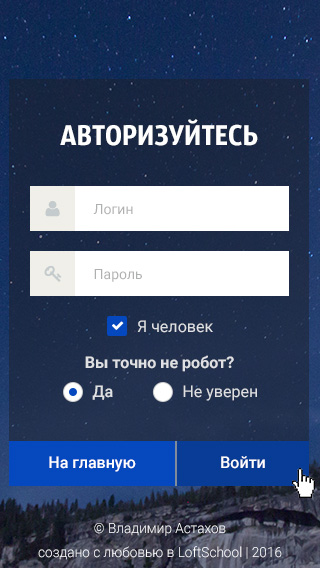 АВТОРИЗУЙТЕСЬ
Логин
Пароль
Я человек
Вы точно не робот?
Да Не уверен
На главную Войти
© Владимир Астахов
создано с любовью в LoftSchool | 2016